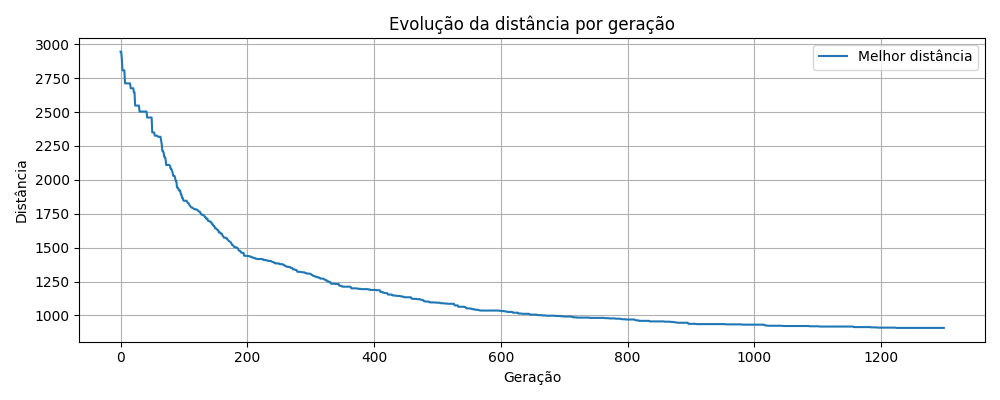 Evolução da distância por geração
Melhor distância
Distância
3000
2750
2500
2250
2000
1750
1500
1250
1000
0 200 400 600 800 1000 1200
Geração